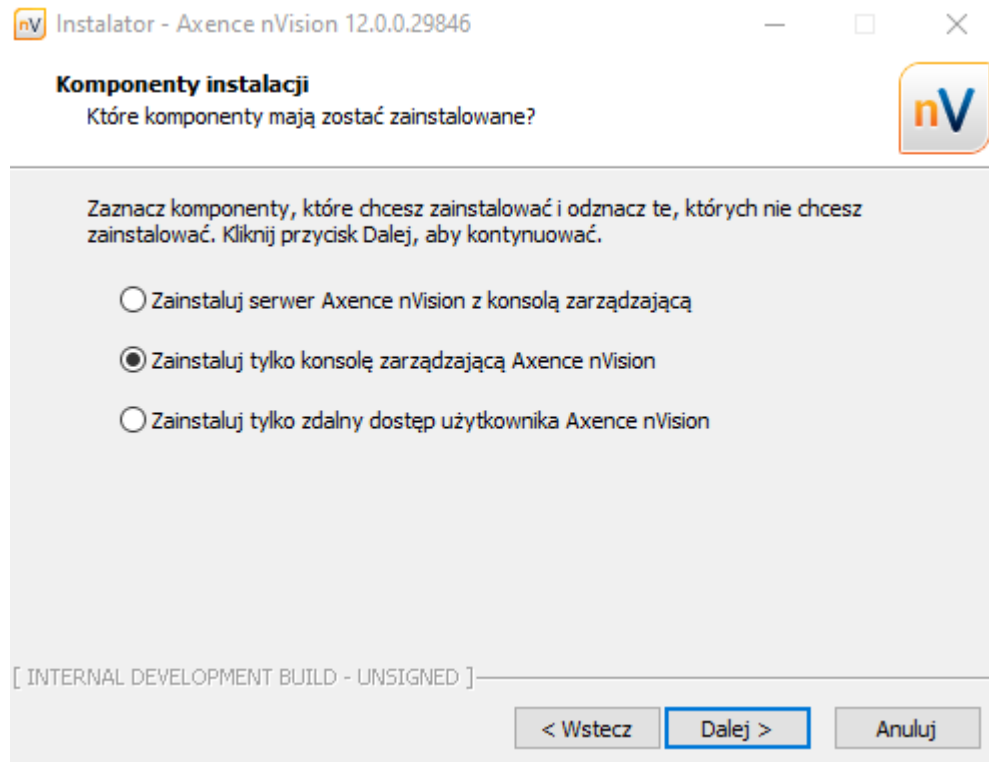 nV Instalator - Axence nVision 12.0.0.29846
Komponenty instalacji
Które komponenty mają zostać zainstalowane?
nV
Zaznacz komponenty, które chcesz zainstalować i odznacz te, których nie chcesz
zainstalować. Kliknij przycisk Dalej, aby kontynuować.
Zainstaluj serwer Axence nVision z konsolą zarządzającą
Zainstaluj tylko konsolę zarządzającą Axence nVision
Zainstaluj tylko zdalny dostęp użytkownika Axence nVision
[ INTERNAL DEVELOPMENT BUILD - UNSIGNED ]
< Wstecz Dalej > Anuluj